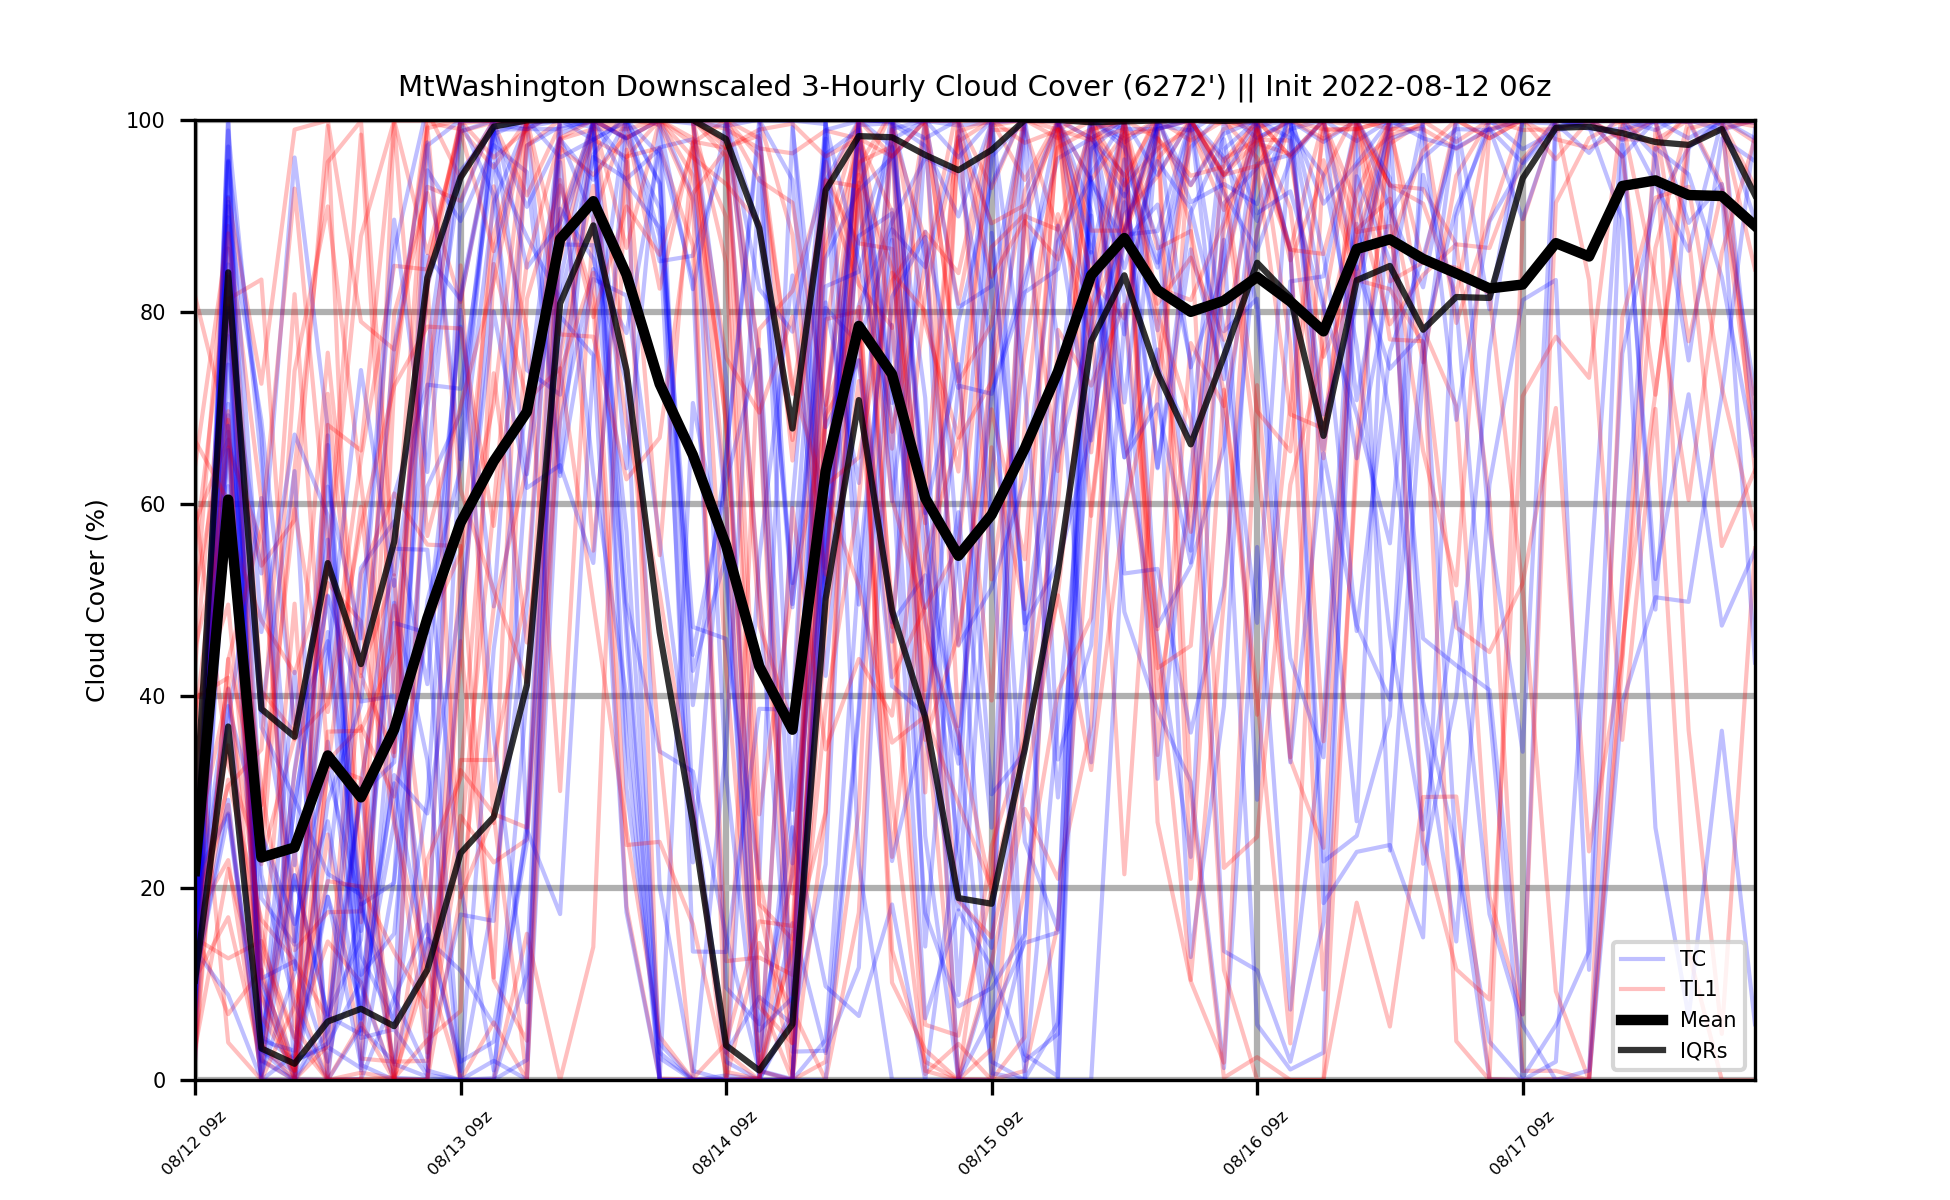 MtWashington Downscaled 3-Hourly Cloud Cover (6272') || Init 2022-08-12 06z
Cloud Cover (%)
100
80
60
40
20
0
TC
TL1
Mean
IQRs
08/12 09z
08/13 09z
08/14 09z
08/15 09z
08/16 09z
08/17 09z